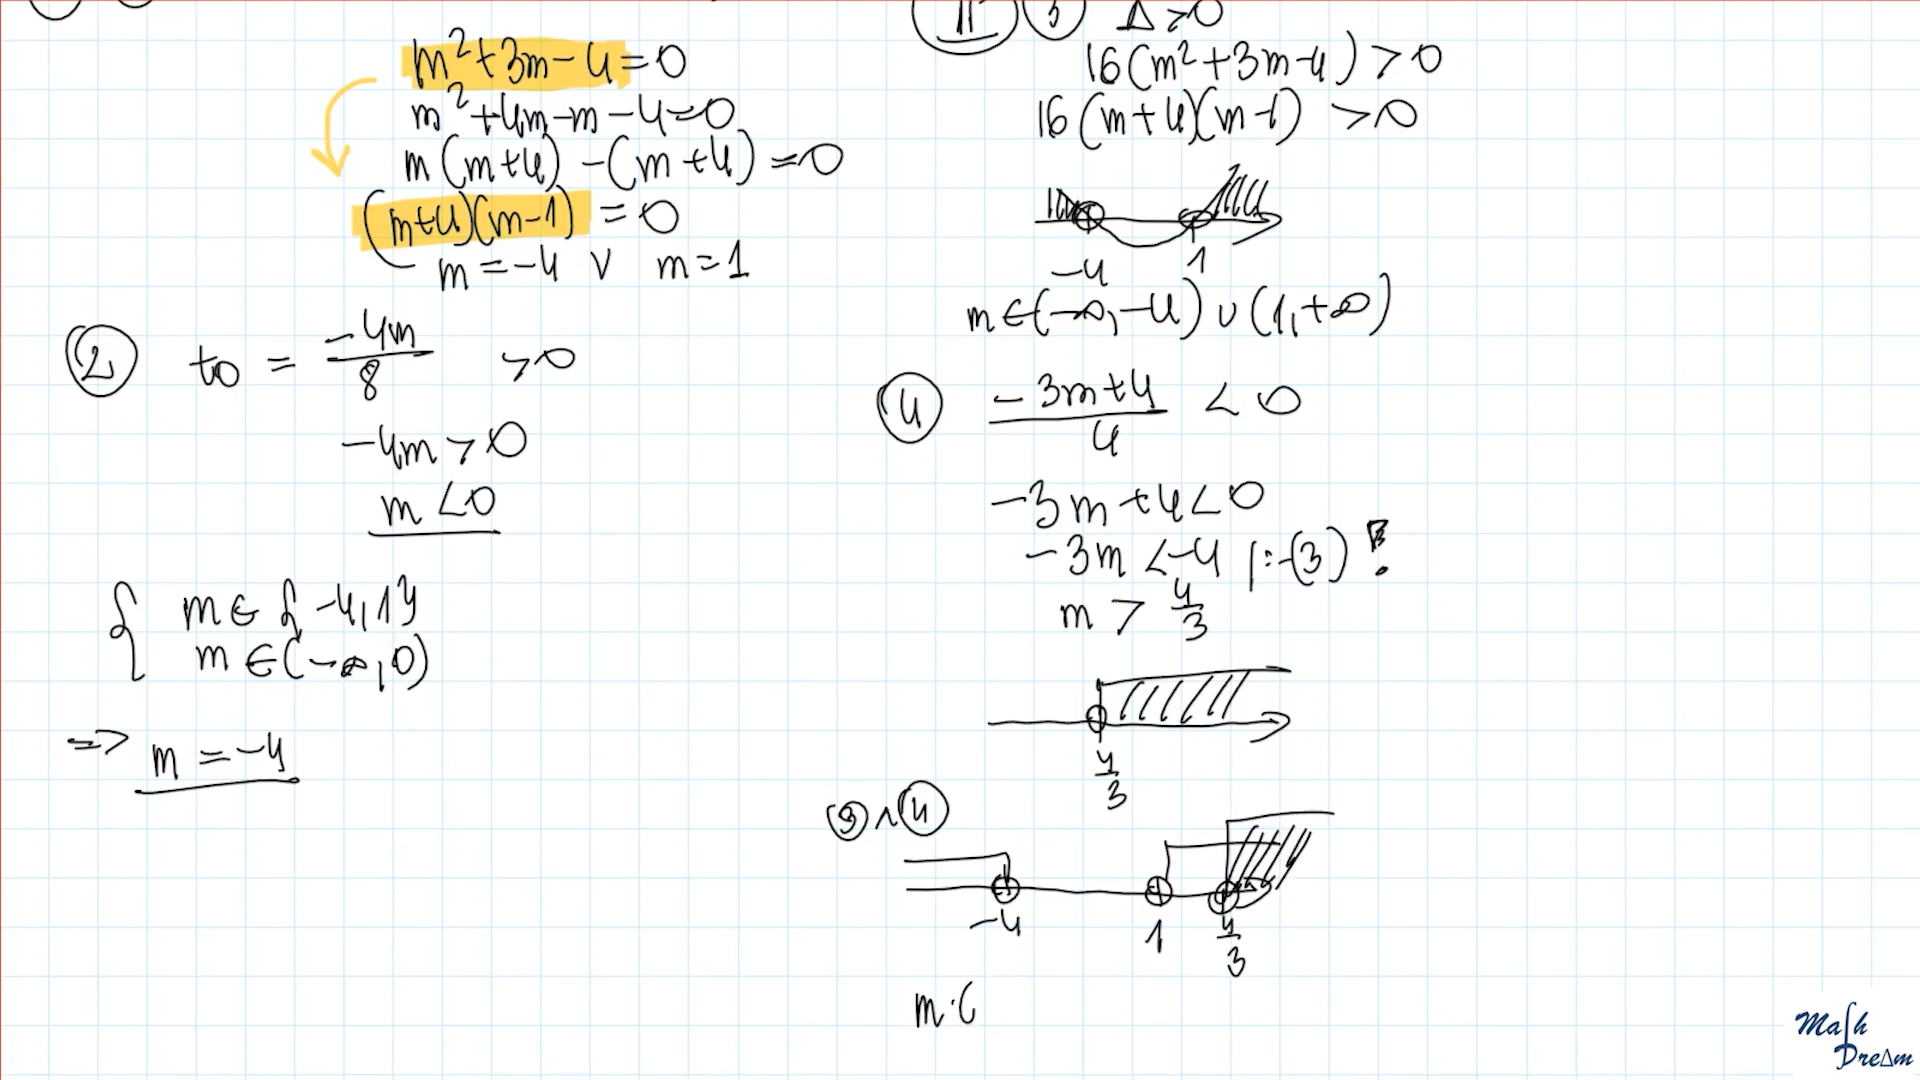 m²+3m-4=0
m²+4m-m-4=0
m(m+4)-(m+4)=0
(m+4)(m-1)=0
m=-4 ∨ m=1
② t₀ = -4m/8 >0
-4m>0
m<0
{ m∈{-4,1}
m∈(-∞,0)
=> m=-4
II ③ Δ>0
16(m²+3m-4)>0
16(m+4)(m-1)>0
-4 1
m∈(-∞,-4)∪(1,+∞)
④ (-3m+4)/4 <0
-3m+4<0
-3m<-4 |:-(3) !
m > 4/3
4/3
③∧④
-4 1 4/3
m
Math
DreΔm